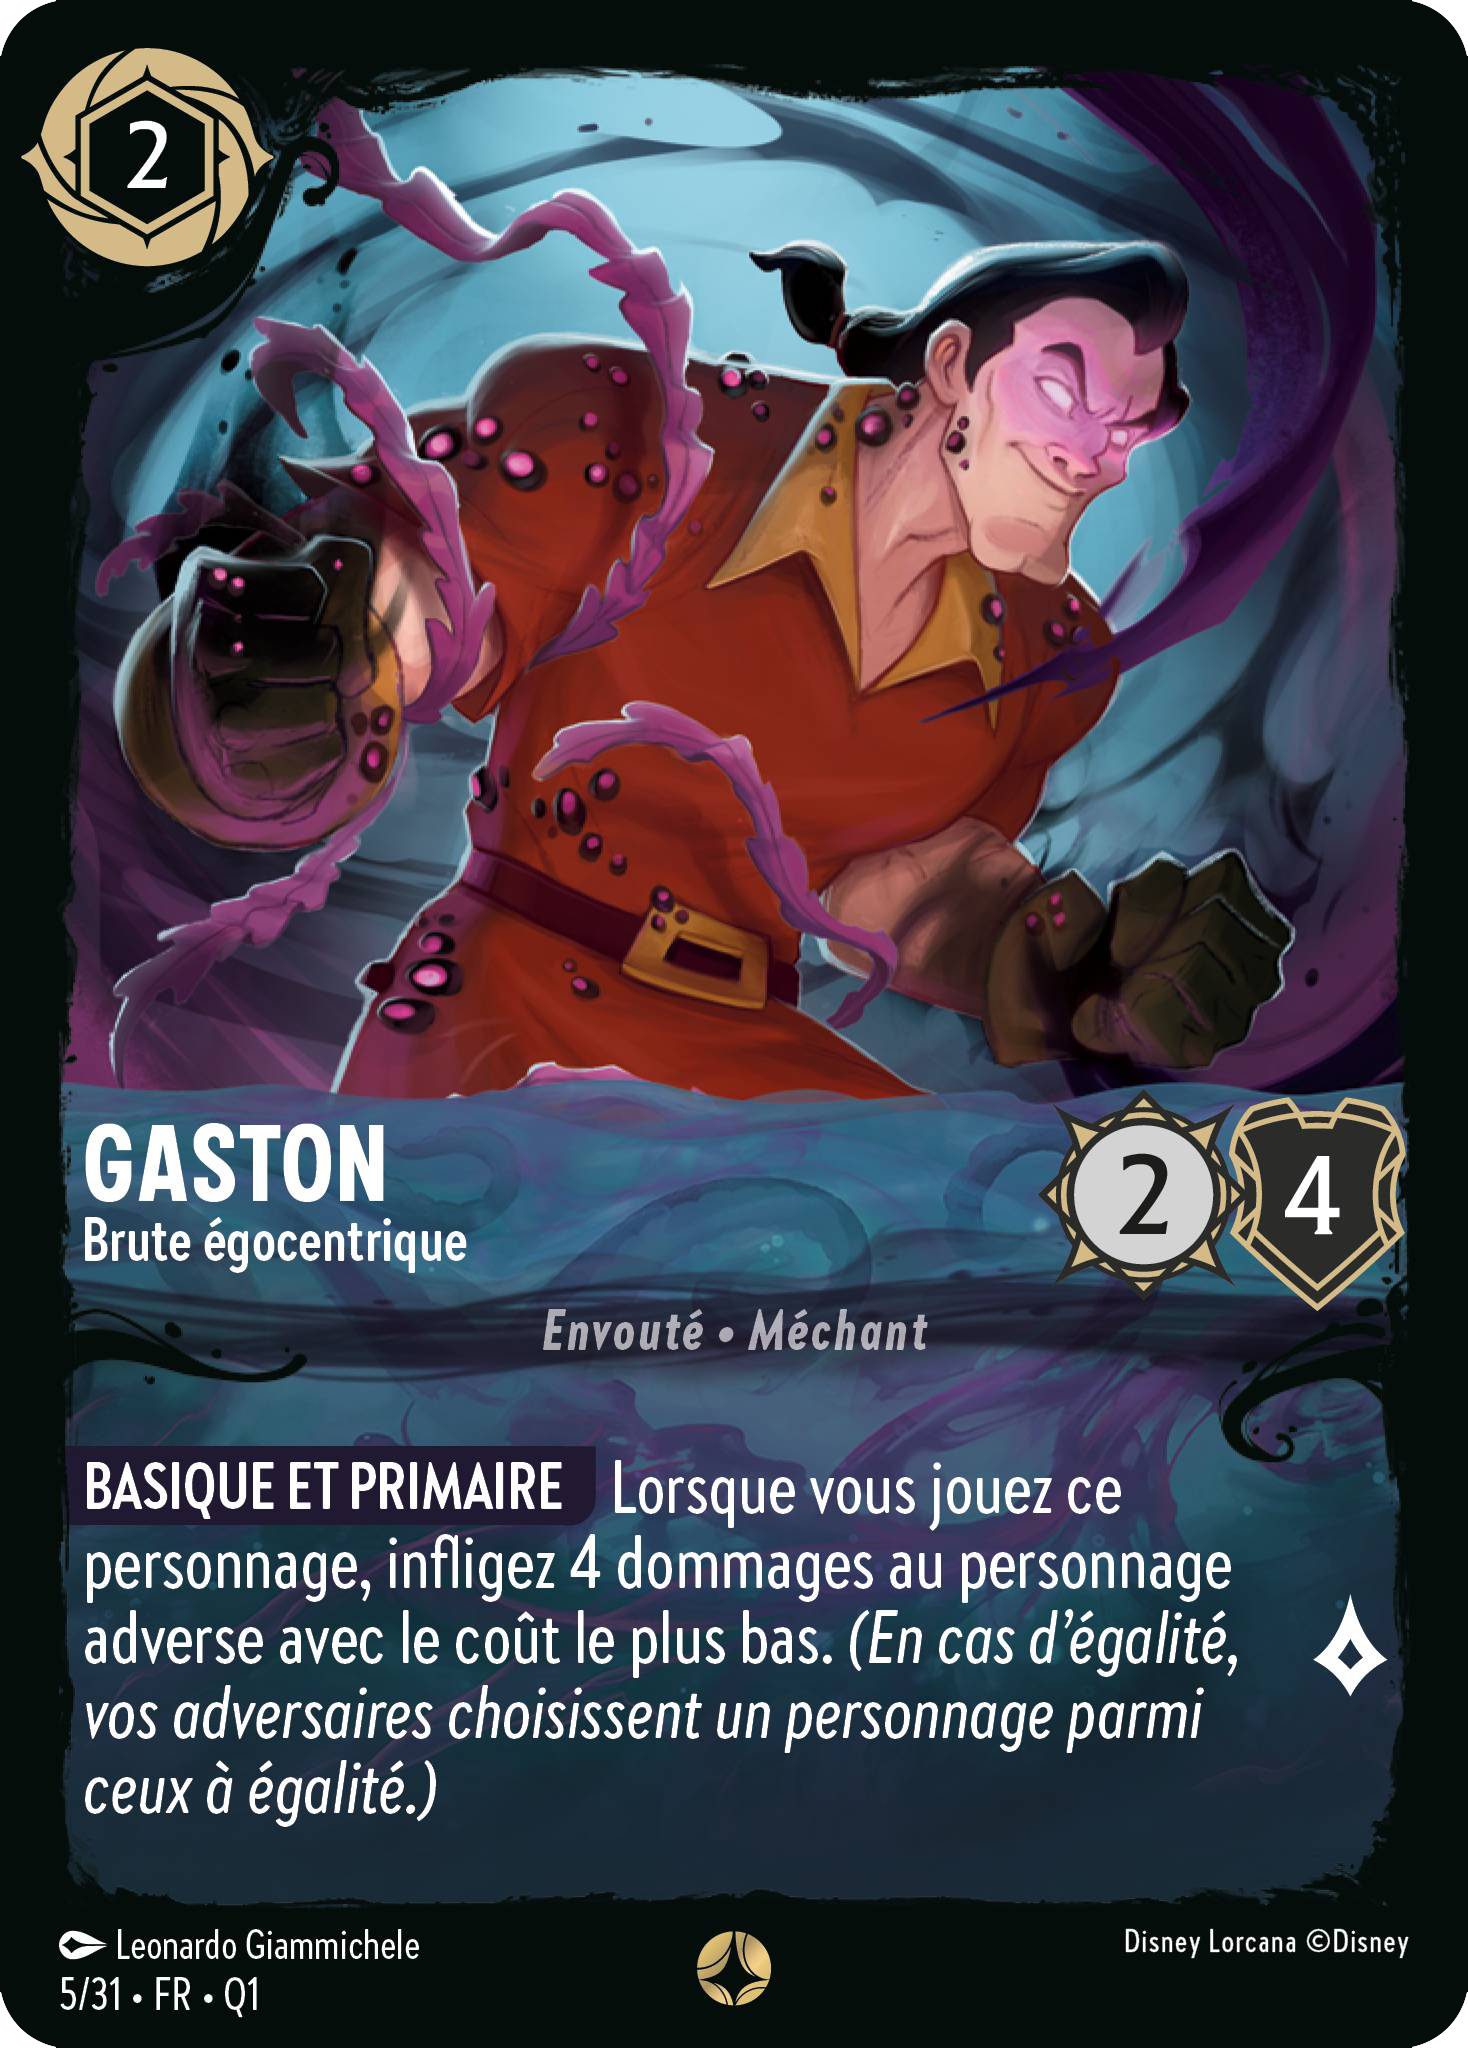 2
GASTON
Brute égocentrique
2 4
Envouté • Méchant
BASIQUE ET PRIMAIRE Lorsque vous jouez ce
personnage, infligez 4 dommages au personnage
adverse avec le coût le plus bas. (En cas d’égalité,
vos adversaires choisissent un personnage parmi
ceux à égalité.)
Leonardo Giammichele
Disney Lorcana ©Disney
5/31 • FR • Q1